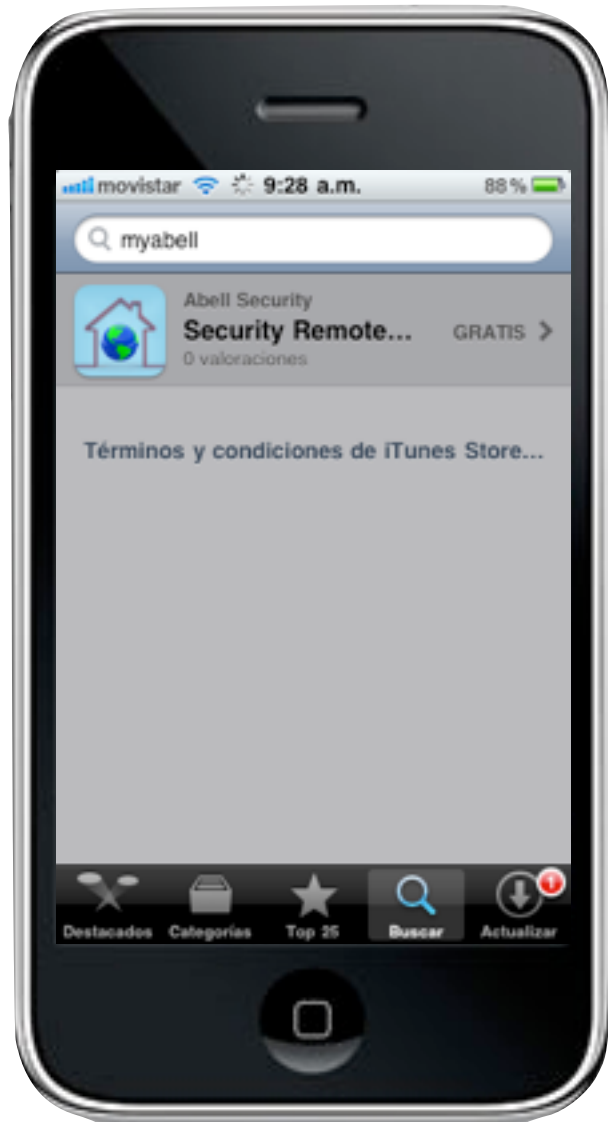 movistar 9:28 a.m. 88%
myabell
Abell Security
Security Remote... GRATIS
0 valoraciones
Términos y condiciones de iTunes Store...
1
Destacados Categorías Top 25 Buscar Actualizar